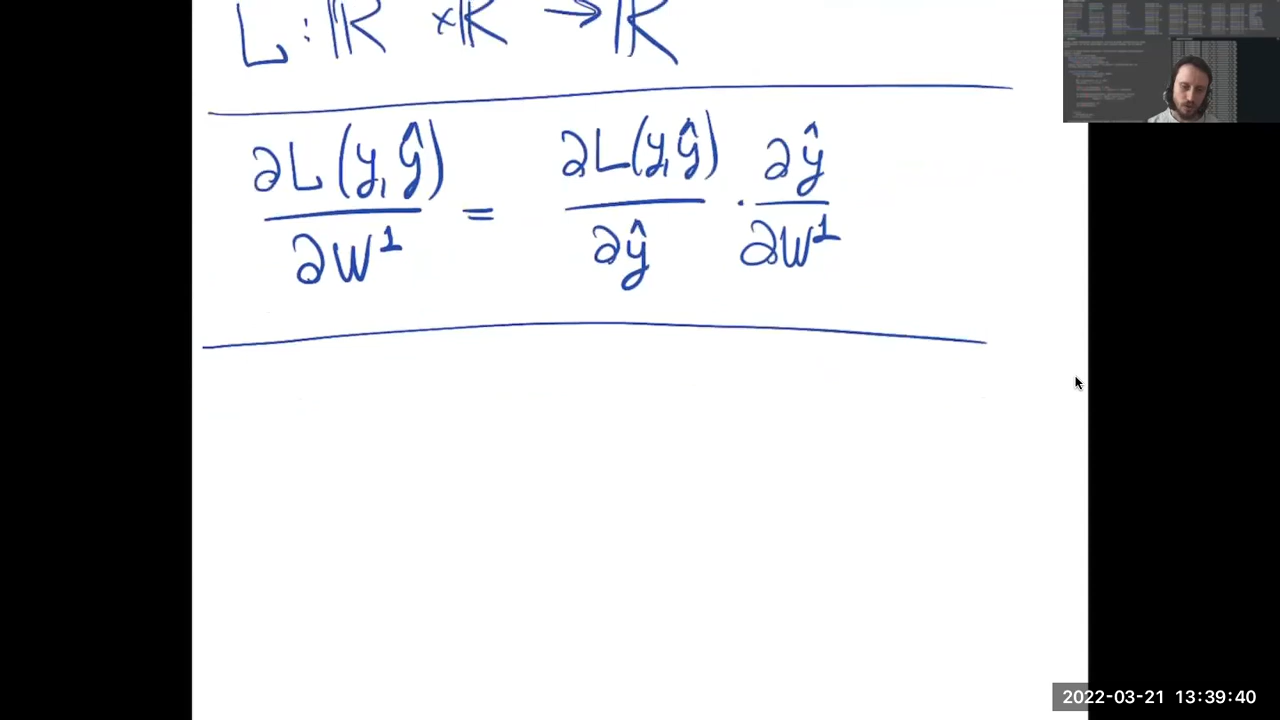 L : ℝ × ℝ → ℝ
∂L(y, ŷ) / ∂W¹ = ∂L(y, ŷ) / ∂ŷ · ∂ŷ / ∂W¹
2022-03-21 13:39:40